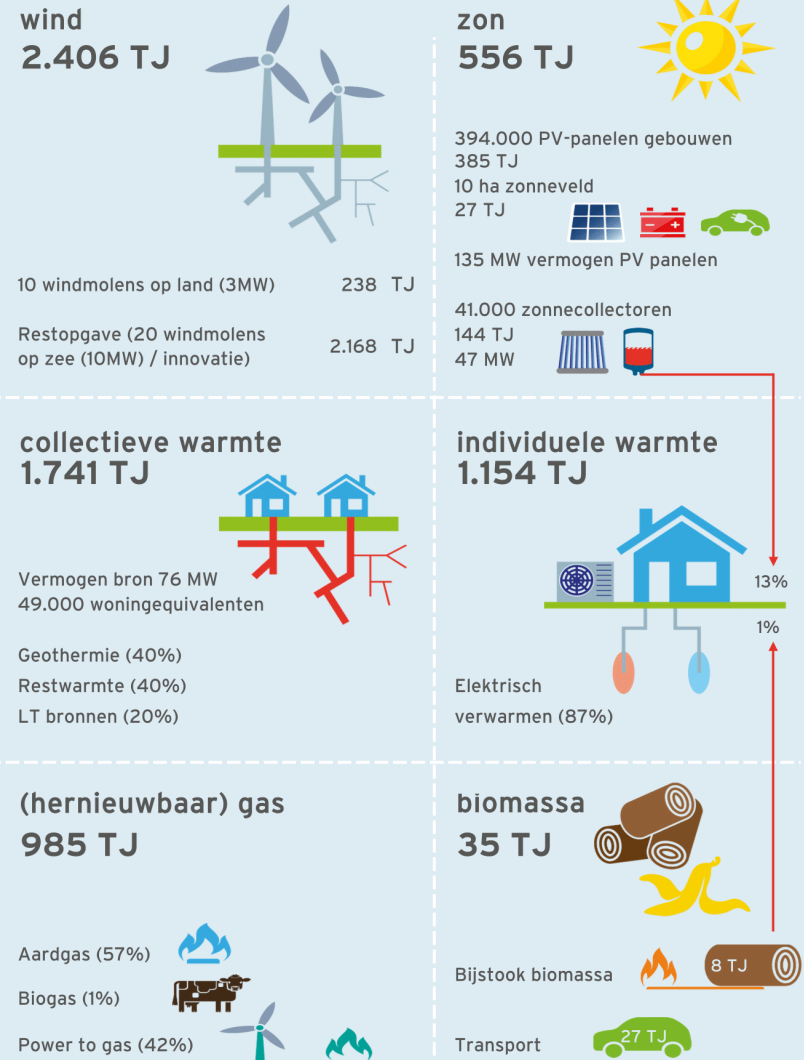 wind
2.406 TJ
10 windmolens op land (3MW) 238 TJ
Restopgave (20 windmolens
op zee (10MW) / innovatie) 2.168 TJ
zon
556 TJ
394.000 PV-panelen gebouwen
385 TJ
10 ha zonneveld
27 TJ
135 MW vermogen PV panelen
41.000 zonnecollectoren
144 TJ
47 MW
collectieve warmte
1.741 TJ
Vermogen bron 76 MW
49.000 woningequivalenten
Geothermie (40%)
Restwarmte (40%)
LT bronnen (20%)
individuele warmte
1.154 TJ
13%
1%
Elektrisch
verwarmen (87%)
(hernieuwbaar) gas
985 TJ
Aardgas (57%)
Biogas (1%)
Power to gas (42%)
biomassa
35 TJ
Bijstook biomassa 8 TJ
Transport 27 TJ